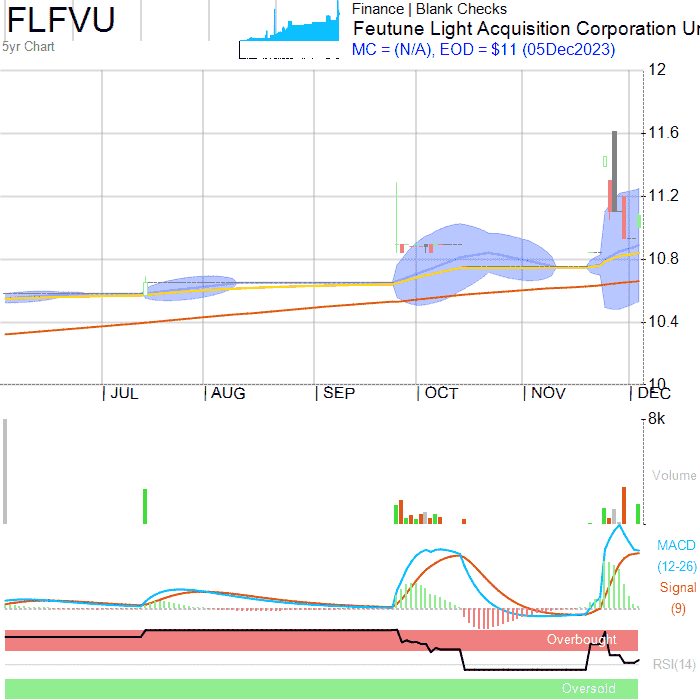 FLFVU
5yr Chart
Finance | Blank Checks
Feutune Light Acquisition Corporation Ur
MC = (N/A), EOD = $11 (05Dec2023)
12
11.6
11.2
10.8
10.4
10
JUL
AUG
SEP
OCT
NOV
DEC
8k
Volume
MACD
(12-26)
Signal
(9)
Overbought
RSI(14)
Oversold